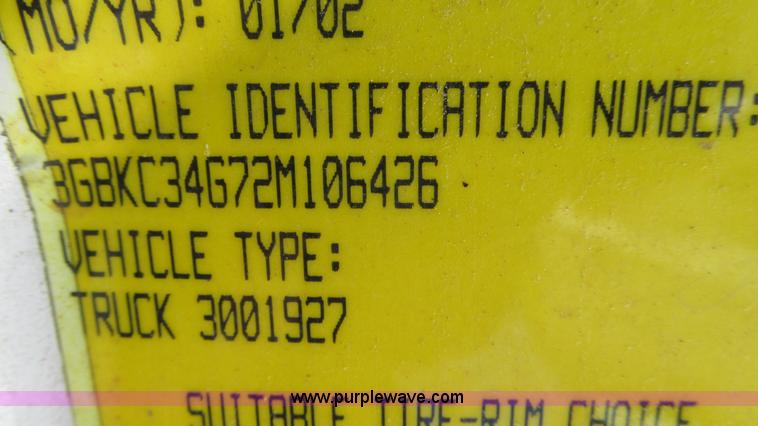 (MO/YR): 01/02
VEHICLE IDENTIFICATION NUMBER:
3GBKC34G72M106426
VEHICLE TYPE:
TRUCK 3001927
www.purplewave.com
SUITABLE TIRE-RIM CHOICE